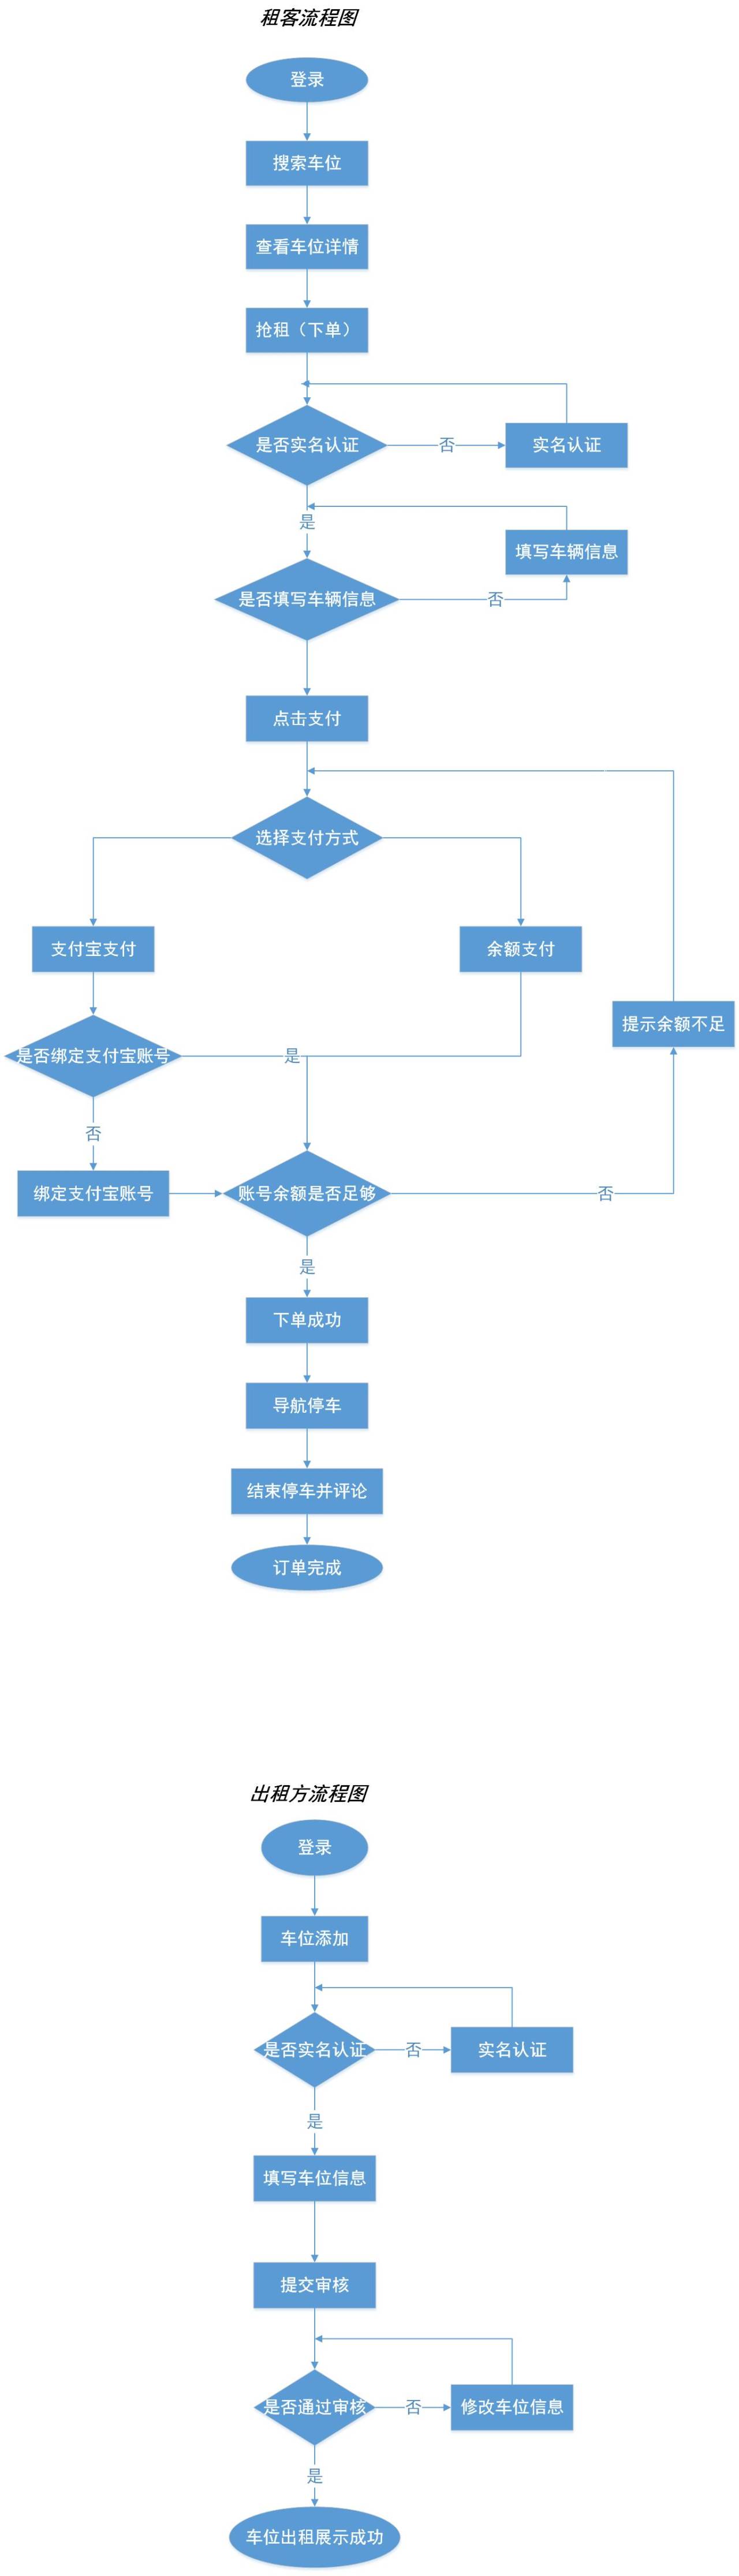 租客流程图
登录
搜索车位
查看车位详情
抢租（下单）
是否实名认证
否
实名认证
是
填写车辆信息
是否填写车辆信息
否
点击支付
选择支付方式
支付宝支付
余额支付
提示余额不足
是否绑定支付宝账号
是
否
绑定支付宝账号
账号余额是否足够
否
是
下单成功
导航停车
结束停车并评论
订单完成
出租方流程图
登录
车位添加
是否实名认证
否
实名认证
是
填写车位信息
提交审核
是否通过审核
否
修改车位信息
是
车位出租展示成功